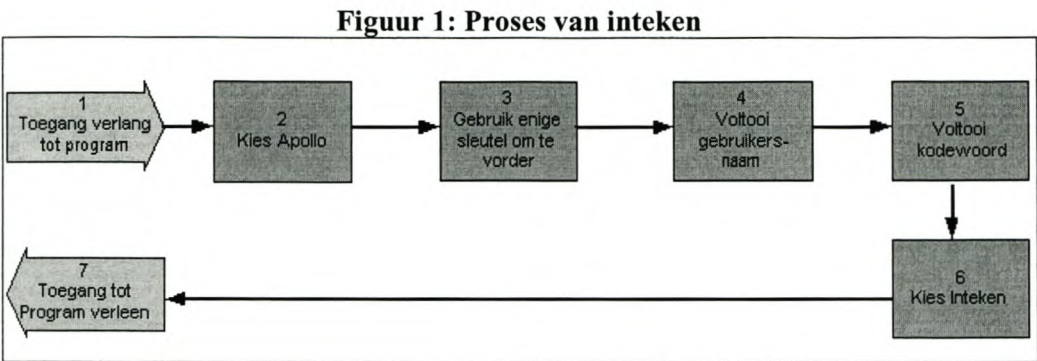 Figuur 1: Proses van inteken
1
Toegang verlang
tot program
2
Kies Apollo
3
Gebruik enige
sleutel om te
vorder
4
Voltooi
gebruikers-
naam
5
Voltooi
kodewoord
6
Kies Inteken
7
Toegang tot
Program verleen